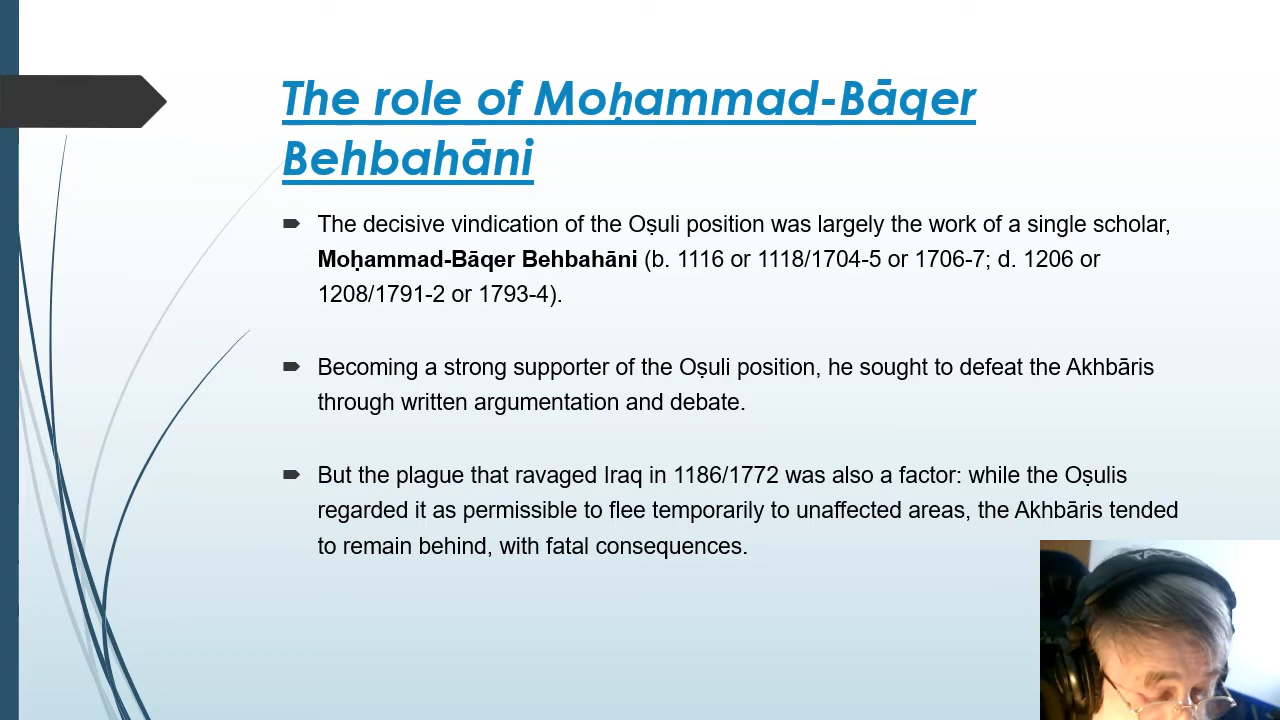 The role of Moḥammad-Bāqer
Behbahāni
The decisive vindication of the Oṣuli position was largely the work of a single scholar,
Moḥammad-Bāqer Behbahāni (b. 1116 or 1118/1704-5 or 1706-7; d. 1206 or
1208/1791-2 or 1793-4).
Becoming a strong supporter of the Oṣuli position, he sought to defeat the Akhbāris
through written argumentation and debate.
But the plague that ravaged Iraq in 1186/1772 was also a factor: while the Oṣulis
regarded it as permissible to flee temporarily to unaffected areas, the Akhbāris tended
to remain behind, with fatal consequences.